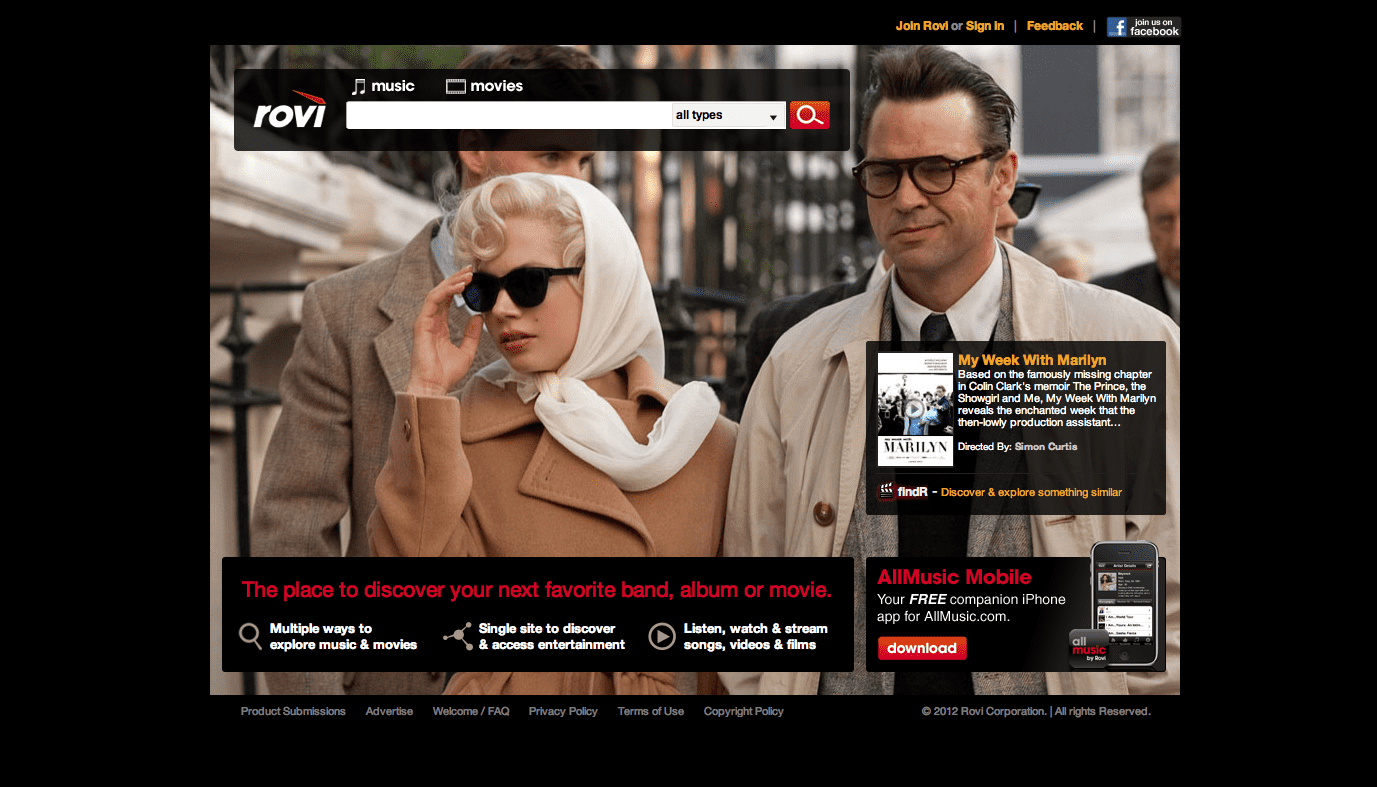 Join Rovi or Sign In | Feedback | join us on
facebook
music movies
rovi
all types
My Week With Marilyn
Based on the famously missing chapter
in Colin Clark's memoir The Prince, the
Showgirl and Me, My Week With Marilyn
reveals the enchanted week that the
then-lowly production assistant...
MARILYN
Directed By: Simon Curtis
findR - Discover & explore something similar
The place to discover your next favorite band, album or movie.
Multiple ways to
explore music & movies
Single site to discover
& access entertainment
Listen, watch & stream
songs, videos & films
AllMusic Mobile
Your FREE companion iPhone
app for AllMusic.com.
download
Artist Details
all
music
by Rovi
Product Submissions Advertise Welcome / FAQ Privacy Policy Terms of Use Copyright Policy
© 2012 Rovi Corporation. | All rights Reserved.